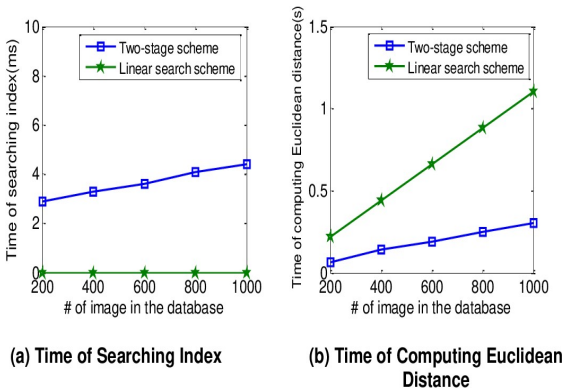 10
8
6
4
2
0
Time of searching index(ms)
Two-stage scheme
Linear search scheme
200 400 600 800 1000
# of image in the database
(a) Time of Searching Index
1.5
1
0.5
0
Time of computing Euclidean distance(s)
Two-stage scheme
Linear search scheme
200 400 600 800 1000
# of image in the database
(b) Time of Computing Euclidean
Distance